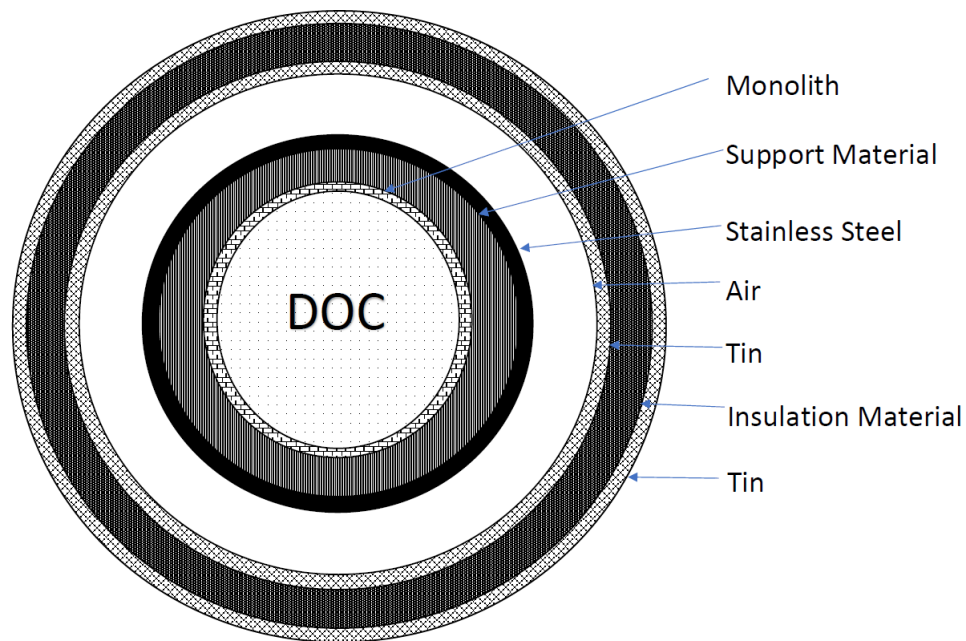 Monolith
Support Material
Stainless Steel
DOC
Air
Tin
Insulation Material
Tin